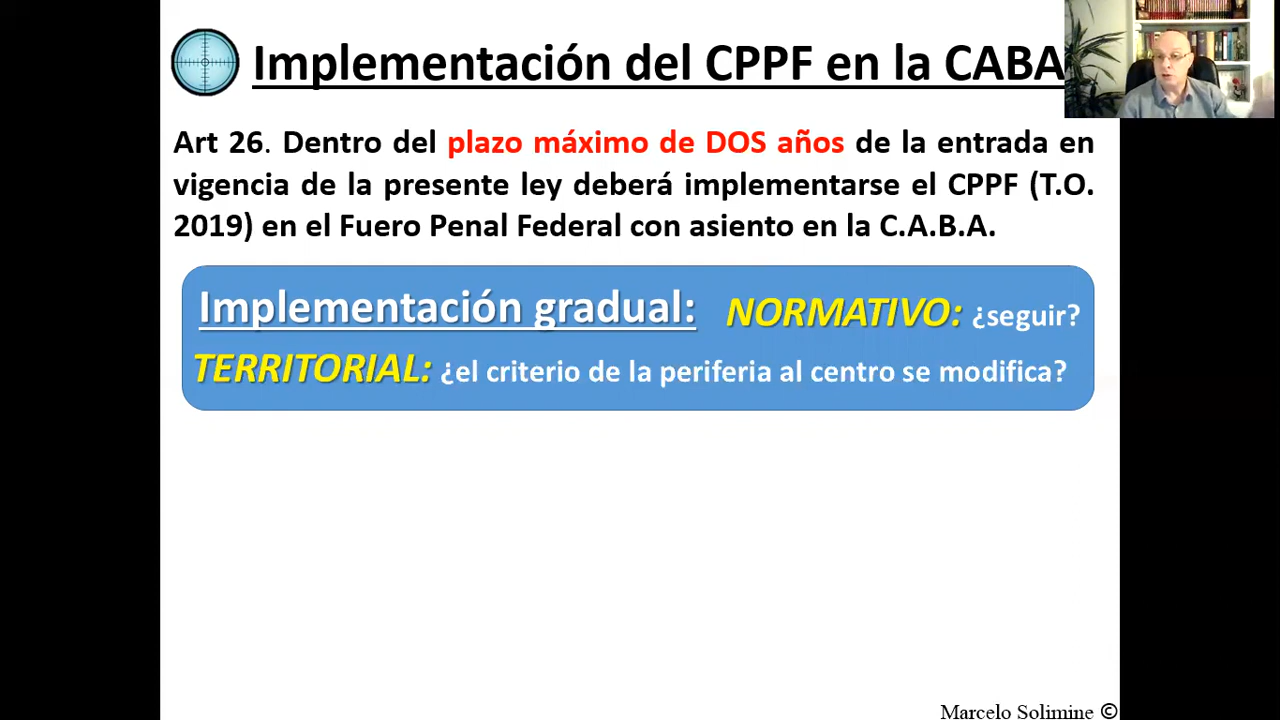 Implementación del CPPF en la CABA
Art 26. Dentro del plazo máximo de DOS años de la entrada en
vigencia de la presente ley deberá implementarse el CPPF (T.O.
2019) en el Fuero Penal Federal con asiento en la C.A.B.A.
Implementación gradual: NORMATIVO: ¿seguir?
TERRITORIAL: ¿el criterio de la periferia al centro se modifica?
Marcelo Solimine ©